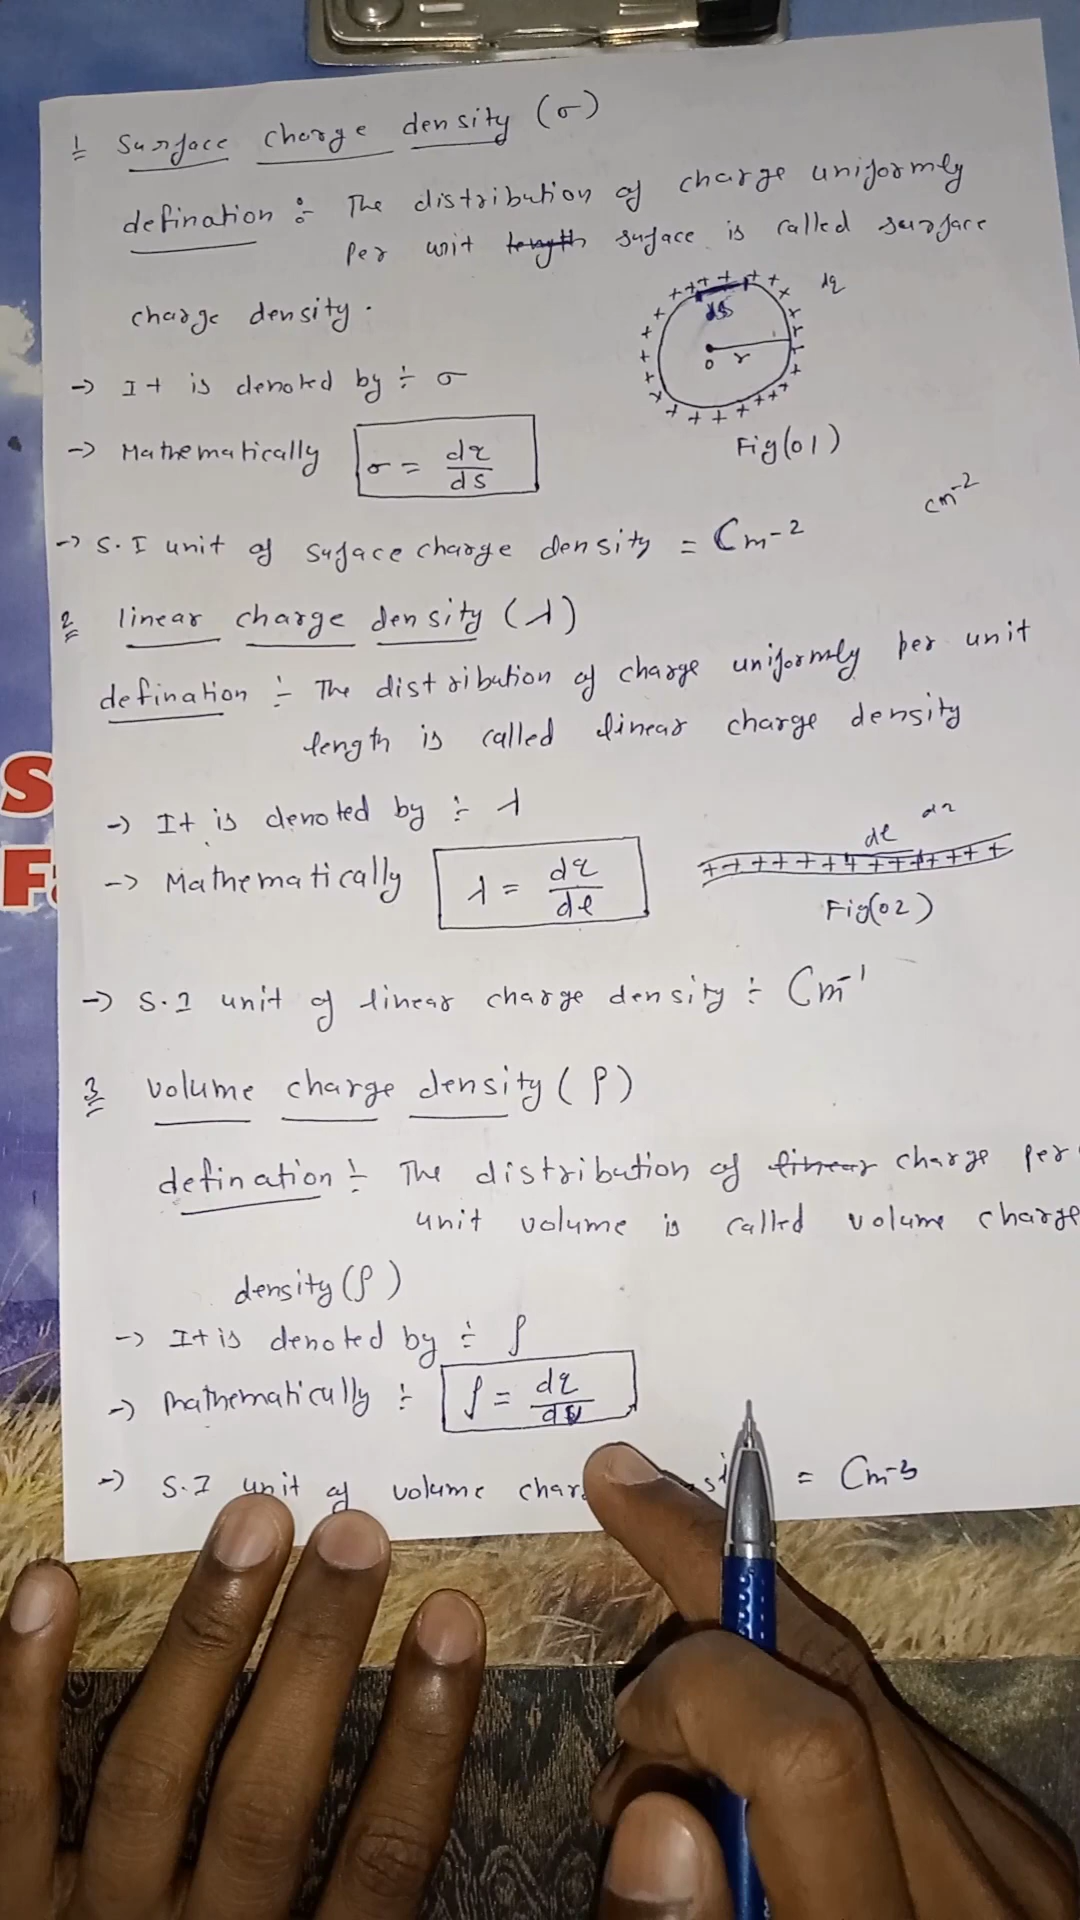 1 Surface charge density (σ)
defination ÷ The distribution of charge uniformly
per unit length suface is called surface
charge density.
dq
ds
o r
→ It is denoted by ÷ σ
Fig(01)
→ Mathematically σ = dq/ds
cm⁻²
→ S.I unit of suface charge density = Cm⁻²
2 linear charge density (λ)
defination ÷ The distribution of charge uniformly per unit
length is called linear charge density
→ It is denoted by ÷ λ
dl dq
→ Mathematically λ = dq/dl
+ + + + + + + + + + + + +
Fig(02)
→ S.I unit of linear charge density ÷ Cm⁻¹
3 volume charge density (ρ)
defination ÷ The distribution of linear charge per
unit volume is called volume charge
density (ρ)
→ It is denoted by ÷ ρ
→ Mathematically ÷ ρ = dq/dv
→ S.I unit of volume char si = Cm⁻³
S
F